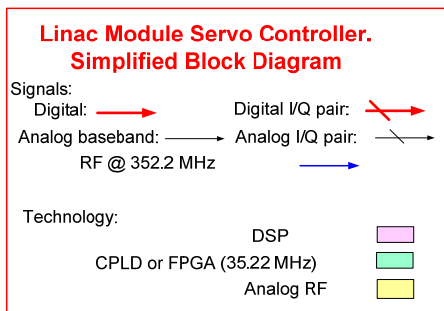 Linac Module Servo Controller.
Simplified Block Diagram
Signals:
Digital:
Digital I/Q pair:
Analog baseband:
Analog I/Q pair:
RF @ 352.2 MHz
Technology:
DSP
CPLD or FPGA (35.22 MHz)
Analog RF